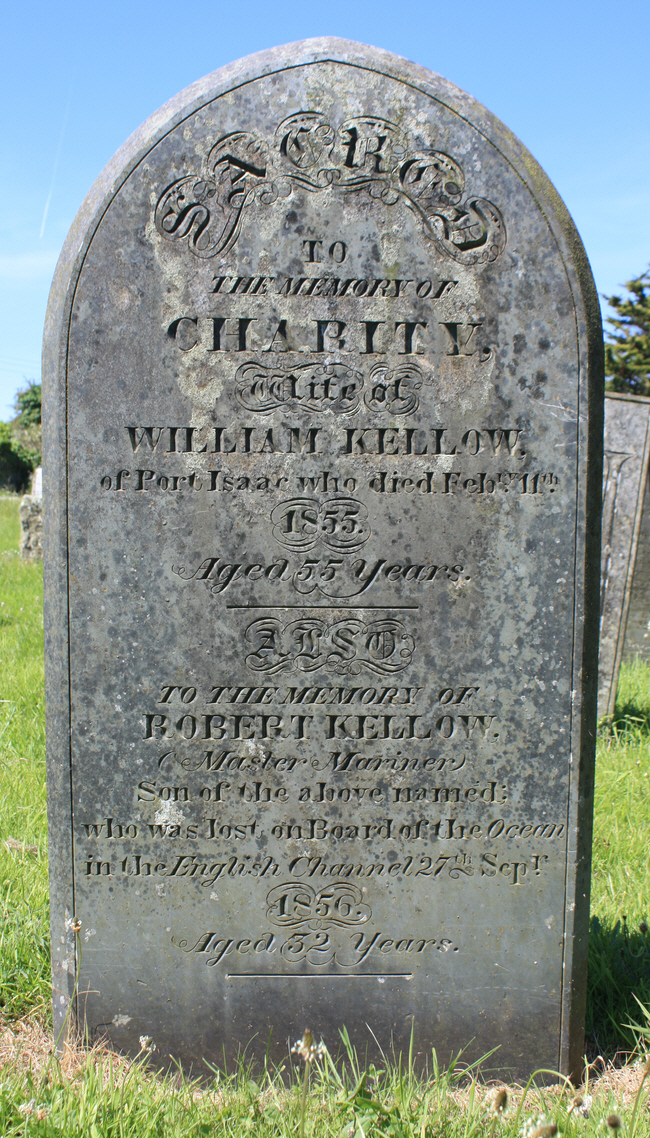 SACRED
TO
THE MEMORY OF
CHARITY,
Wife of
WILLIAM KELLOW,
of Port Isaac who died Febry 11th
1855.
Aged 55 Years.
ALSO
TO THE MEMORY OF
ROBERT KELLOW.
(Master Mariner)
Son of the above named;
who was lost on Board of the Ocean
in the English Channel 27th Sepr
1856.
Aged 32 Years.